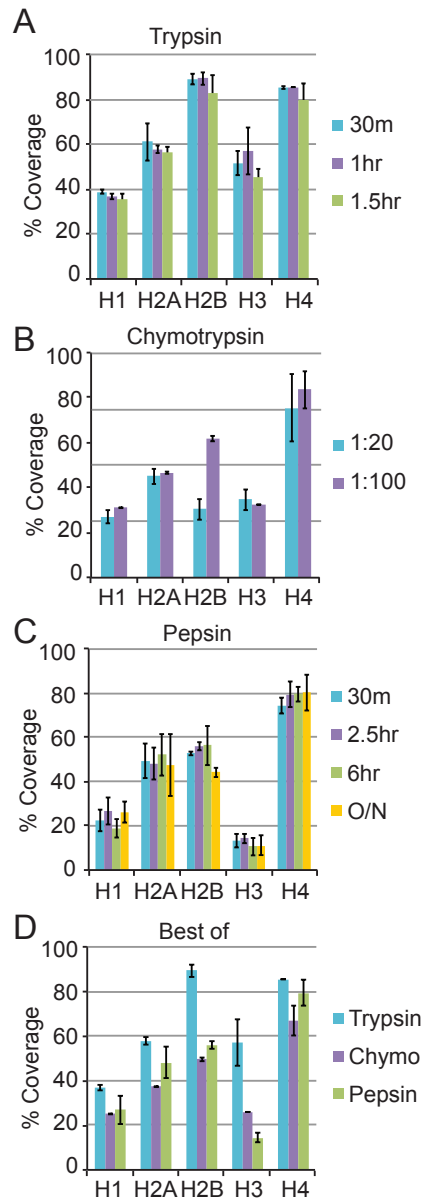 A
Trypsin
100
80
60
40
20
0
% Coverage
H1 H2A H2B H3 H4
30m
1hr
1.5hr
B
Chymotrypsin
100
80
60
40
20
0
% Coverage
H1 H2A H2B H3 H4
1:20
1:100
C
Pepsin
100
80
60
40
20
0
% Coverage
H1 H2A H2B H3 H4
30m
2.5hr
6hr
O/N
D
Best of
100
80
60
40
20
0
% Coverage
H1 H2A H2B H3 H4
Trypsin
Chymo
Pepsin